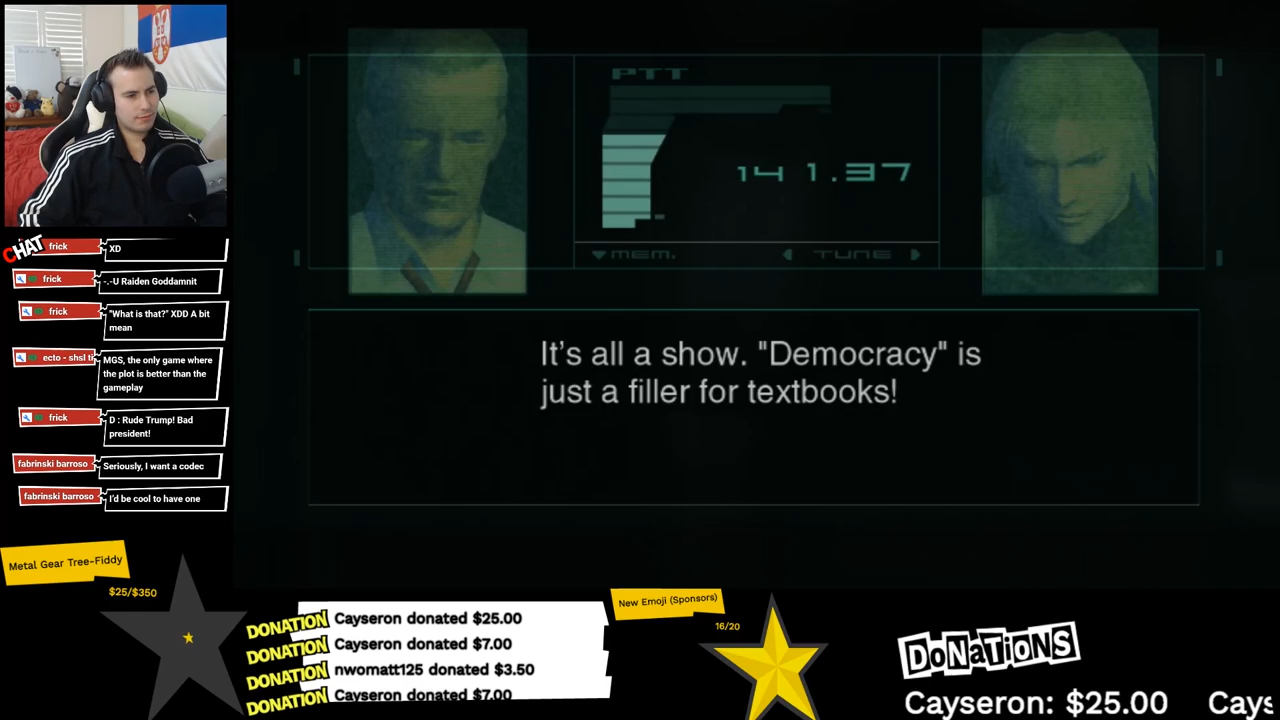 PTT
141.37
MEM.
TUNE
It's all a show. "Democracy" is
just a filler for textbooks!
CHAT
frick
XD
frick
-.-U Raiden Goddamnit
frick
"What is that?" XDD A bit
mean
ecto - shsl ti
MGS, the only game where
the plot is better than the
gameplay
frick
D : Rude Trump! Bad
president!
fabrinski barroso
Seriously, I want a codec
fabrinski barroso
I'd be cool to have one
Metal Gear Tree-Fiddy
$25/$350
DONATION Cayseron donated $25.00
DONATION Cayseron donated $7.00
DONATION nwomatt125 donated $3.50
DONATION Cayseron donated $7.00
New Emoji (Sponsors)
16/20
DoNaTiONS
Cayseron: $25.00 Cays